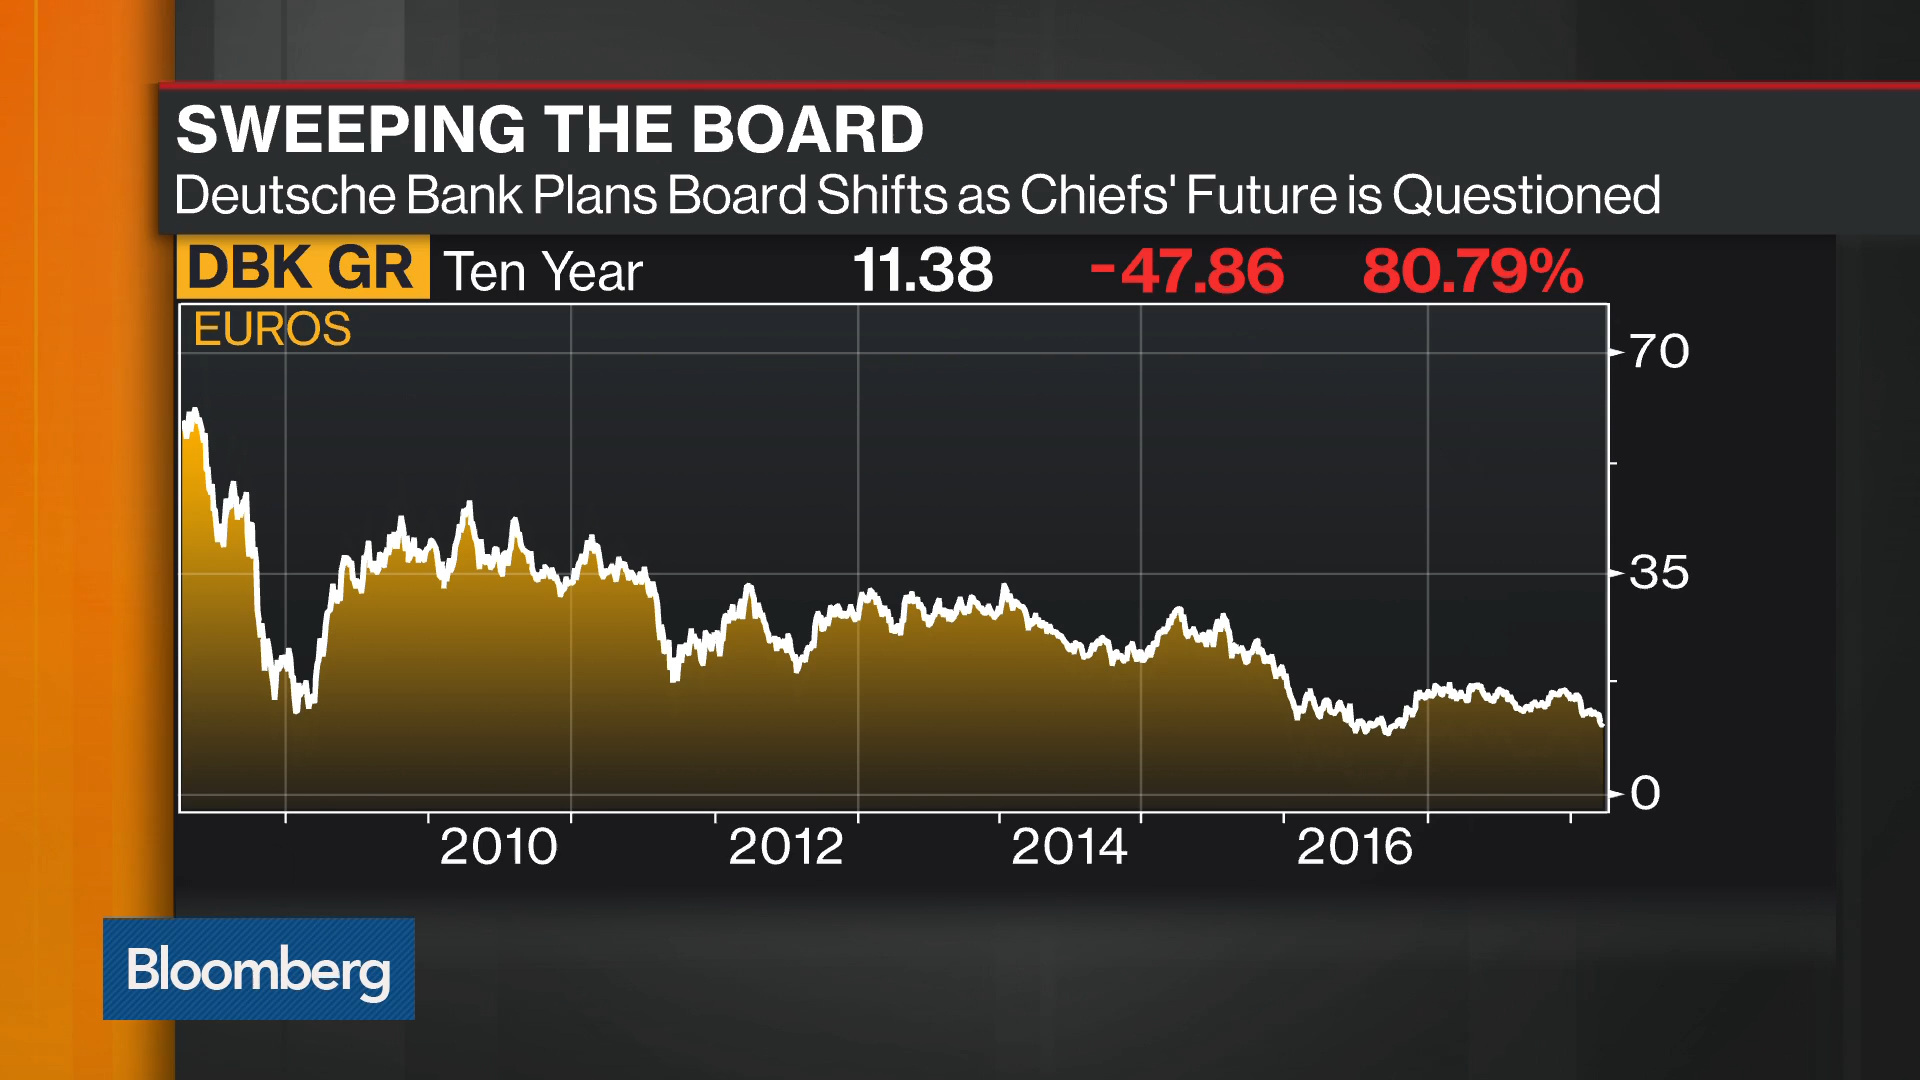 SWEEPING THE BOARD
Deutsche Bank Plans Board Shifts as Chiefs' Future is Questioned
DBK GR Ten Year 11.38 -47.86 80.79%
EUROS
70
35
0
2010 2012 2014 2016
Bloomberg